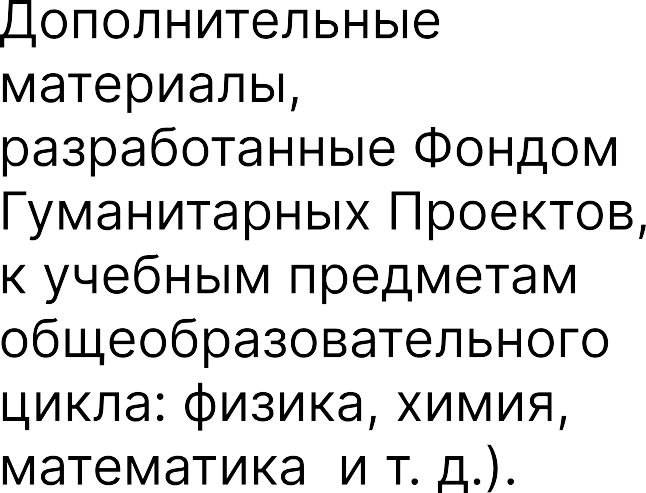 Дополнительные
материалы,
разработанные Фондом
Гуманитарных Проектов,
к учебным предметам
общеобразовательного
цикла: физика, химия,
математика  и т. д.).